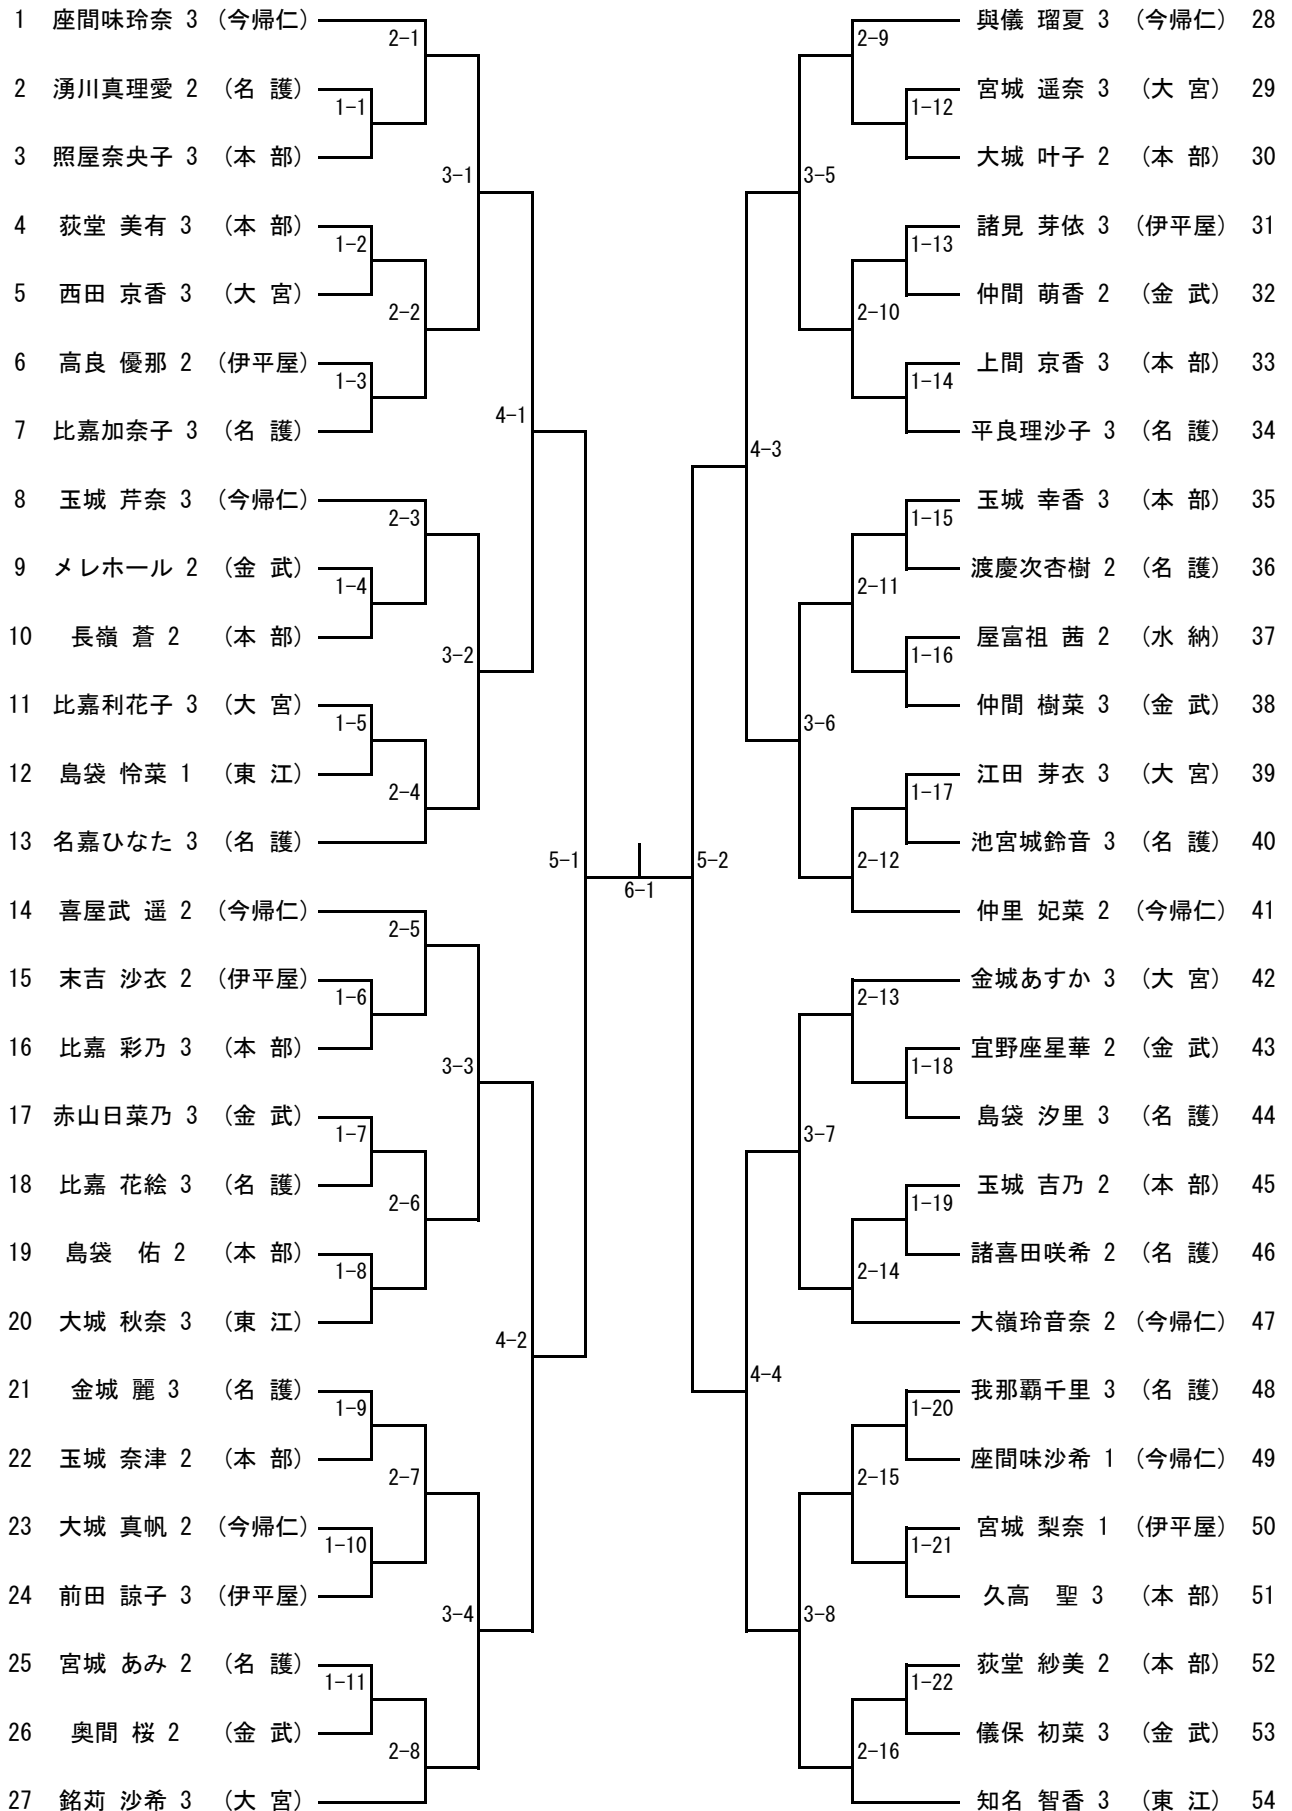 1 座間味玲奈 3 (今帰仁)
2-1
2 湧川真理愛 2 (名 護)
1-1
3 照屋奈央子 3 (本 部)
3-1
4 荻堂 美有 3 (本 部)
1-2
5 西田 京香 3 (大 宮)
2-2
6 高良 優那 2 (伊平屋)
1-3
7 比嘉加奈子 3 (名 護)
4-1
8 玉城 芹奈 3 (今帰仁)
2-3
9 メレホール 2 (金 武)
1-4
10 長嶺 蒼 2 (本 部)
3-2
11 比嘉利花子 3 (大 宮)
1-5
12 島袋 怜菜 1 (東 江)
2-4
13 名嘉ひなた 3 (名 護)
5-1
14 喜屋武 遥 2 (今帰仁)
2-5
15 末吉 沙衣 2 (伊平屋)
1-6
16 比嘉 彩乃 3 (本 部)
3-3
17 赤山日菜乃 3 (金 武)
1-7
18 比嘉 花絵 3 (名 護)
2-6
19 島袋 佑 2 (本 部)
1-8
20 大城 秋奈 3 (東 江)
4-2
21 金城 麗 3 (名 護)
1-9
22 玉城 奈津 2 (本 部)
2-7
23 大城 真帆 2 (今帰仁)
1-10
24 前田 諒子 3 (伊平屋)
3-4
25 宮城 あみ 2 (名 護)
1-11
26 奥間 桜 2 (金 武)
2-8
27 銘苅 沙希 3 (大 宮)
6-1
與儀 瑠夏 3 (今帰仁) 28
2-9
宮城 遥奈 3 (大 宮) 29
1-12
大城 叶子 2 (本 部) 30
3-5
諸見 芽依 3 (伊平屋) 31
1-13
仲間 萌香 2 (金 武) 32
2-10
上間 京香 3 (本 部) 33
1-14
平良理沙子 3 (名 護) 34
4-3
玉城 幸香 3 (本 部) 35
1-15
渡慶次杏樹 2 (名 護) 36
2-11
屋富祖 茜 2 (水 納) 37
1-16
仲間 樹菜 3 (金 武) 38
3-6
江田 芽衣 3 (大 宮) 39
1-17
池宮城鈴音 3 (名 護) 40
2-12
5-2
仲里 妃菜 2 (今帰仁) 41
金城あすか 3 (大 宮) 42
2-13
宜野座星華 2 (金 武) 43
1-18
島袋 汐里 3 (名 護) 44
3-7
玉城 吉乃 2 (本 部) 45
1-19
諸喜田咲希 2 (名 護) 46
2-14
大嶺玲音奈 2 (今帰仁) 47
4-4
我那覇千里 3 (名 護) 48
1-20
座間味沙希 1 (今帰仁) 49
2-15
宮城 梨奈 1 (伊平屋) 50
1-21
久高 聖 3 (本 部) 51
3-8
荻堂 紗美 2 (本 部) 52
1-22
儀保 初菜 3 (金 武) 53
2-16
知名 智香 3 (東 江) 54